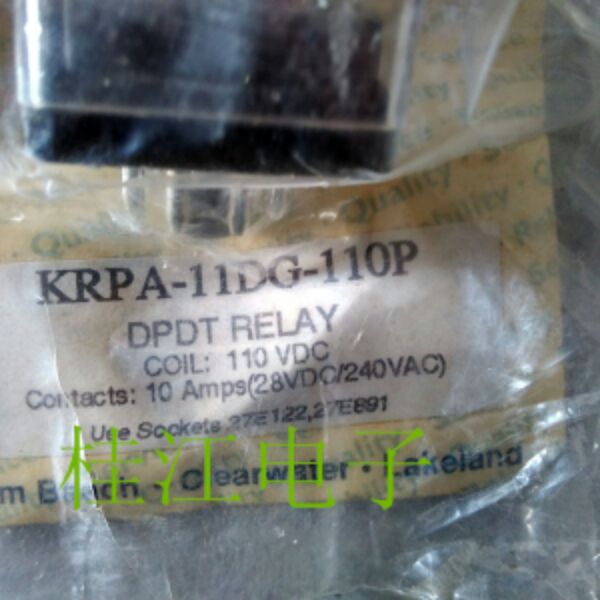 Quality
KRPA-11DG-110P
DPDT RELAY
COIL: 110 VDC
Contacts: 10 Amps(28VDC/240VAC)
Use Sockets 27E122,27E891
桂江电子
m Beach · Clearwater · Lakeland